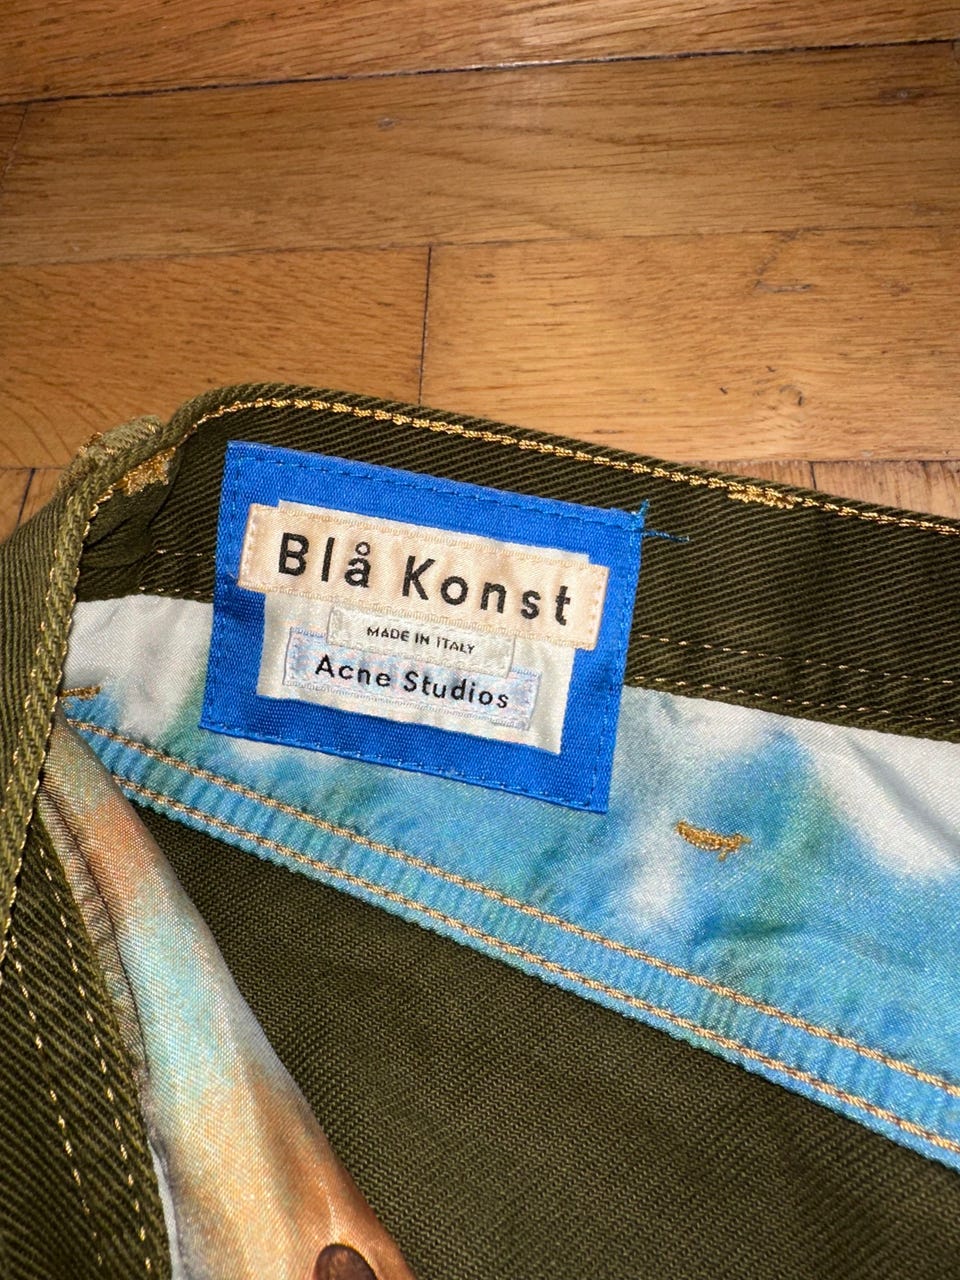 Blå Konst
MADE IN ITALY
Acne Studios